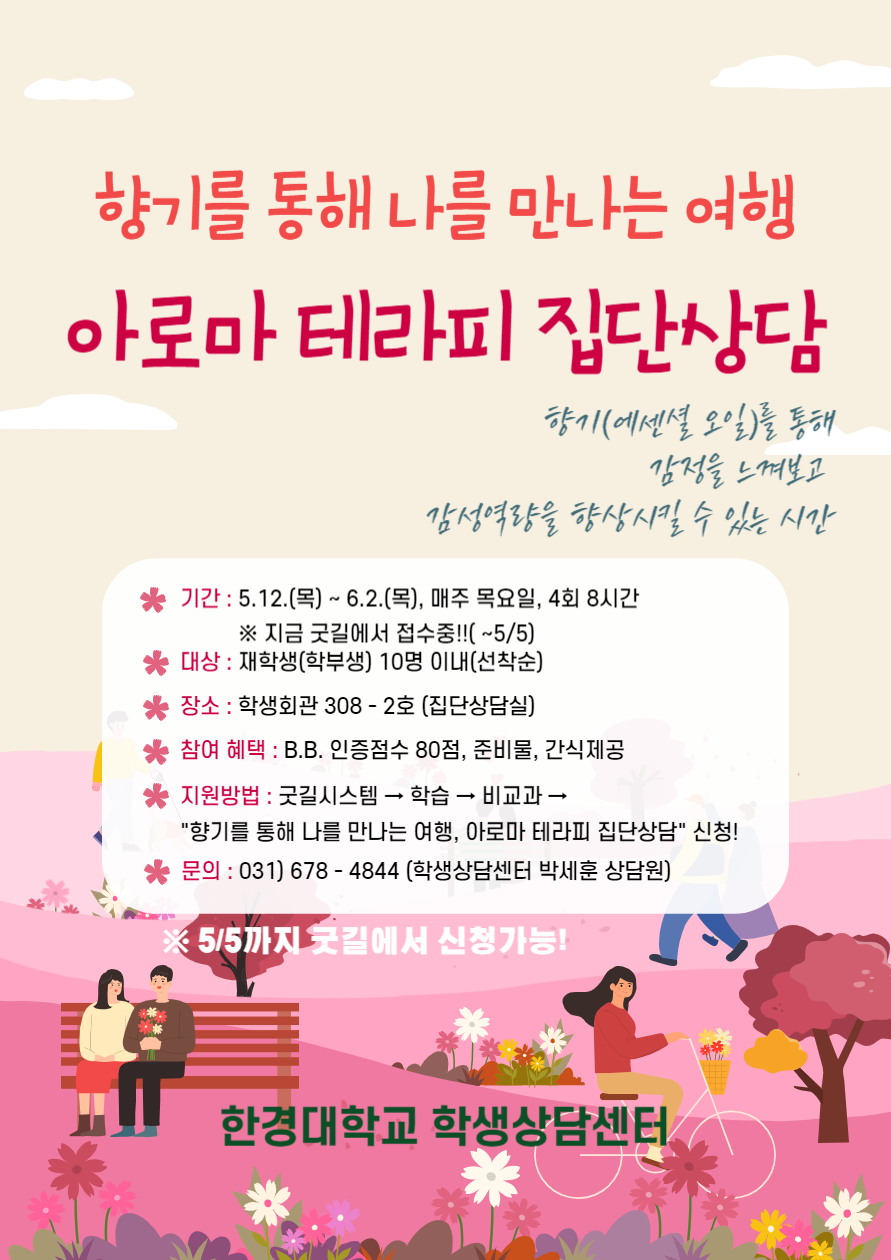 향기를 통해 나를 만나는 여행
아로마 테라피 집단상담
향기(에센셜 오일)를 통해
감정을 느껴보고
감성역량을 향상시킬 수 있는 시간
기간 : 5.12.(목) ~ 6.2.(목), 매주 목요일, 4회 8시간
※ 지금 굿길에서 접수중!!( ~5/5)
대상 : 재학생(학부생) 10명 이내(선착순)
장소 : 학생회관 308 - 2호 (집단상담실)
참여 혜택 : B.B. 인증점수 80점, 준비물, 간식제공
지원방법 : 굿길시스템 → 학습 → 비교과 →
"향기를 통해 나를 만나는 여행, 아로마 테라피 집단상담" 신청!
문의 : 031) 678 - 4844 (학생상담센터 박세훈 상담원)
※ 5/5까지 굿길에서 신청가능!
한경대학교 학생상담센터